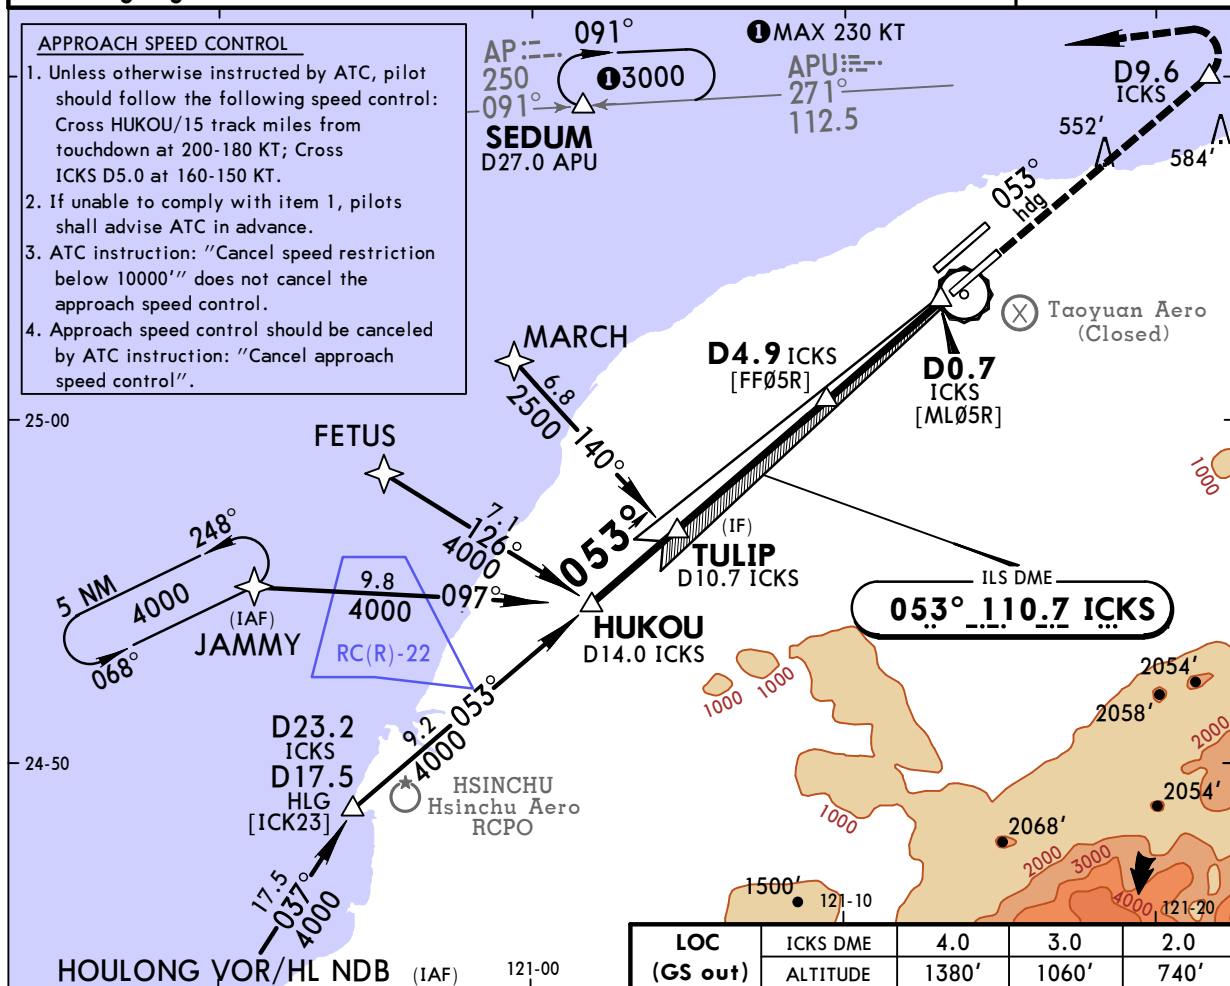 APPROACH SPEED CONTROL
1. Unless otherwise instructed by ATC, pilot
should follow the following speed control:
Cross HUKOU/15 track miles from
touchdown at 200-180 KT; Cross
ICKS D5.0 at 160-150 KT.
2. If unable to comply with item 1, pilots
shall advise ATC in advance.
3. ATC instruction: "Cancel speed restriction
below 10000'" does not cancel the
approach speed control.
4. Approach speed control should be canceled
by ATC instruction: "Cancel approach
speed control".
AP
250
091°
091°
❶3000
SEDUM
D27.0 APU
❶MAX 230 KT
APU
271°
112.5
D9.6
ICKS
552'
584'
053°
hdg
Taoyuan Aero
(Closed)
MARCH
6.8
2500
140°
D4.9 ICKS
[FFØ5R]
D0.7
ICKS
[MLØ5R]
25-00
1000
FETUS
7.1
126°
4000
053°
(IF)
TULIP
D10.7 ICKS
248°
5 NM
4000
068°
(IAF)
JAMMY
9.8
4000
097°
RC(R)-22
HUKOU
D14.0 ICKS
ILS DME
053° 110.7 ICKS
1000
1000
2054'
2058'
2000
D23.2
ICKS
D17.5
HLG
[ICK23]
9.2
053°
4000
24-50
HSINCHU
Hsinchu Aero
RCPO
1000
2054'
2068'
2000
3000
4000
1500'
121-10
121-20
17.5
037°
4000
HOULONG VOR/HL NDB (IAF)
121-00
LOC
(GS out)
ICKS DME 4.0 3.0 2.0
ALTITUDE 1380' 1060' 740'